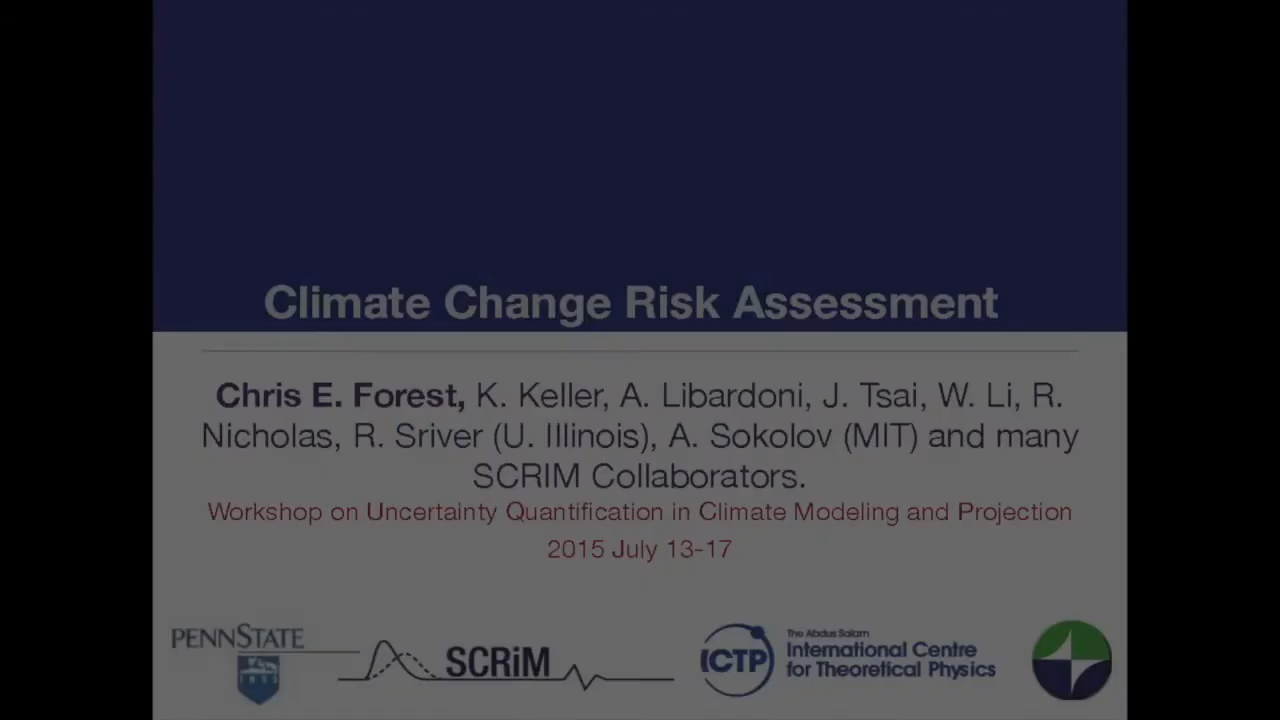 Climate Change Risk Assessment
Chris E. Forest, K. Keller, A. Libardoni, J. Tsai, W. Li, R.
Nicholas, R. Sriver (U. Illinois), A. Sokolov (MIT) and many
SCRIM Collaborators.
Workshop on Uncertainty Quantification in Climate Modeling and Projection
2015 July 13-17
PENNSTATE
1855
SCRiM
ICTP
The Abdus Salam
International Centre
for Theoretical Physics